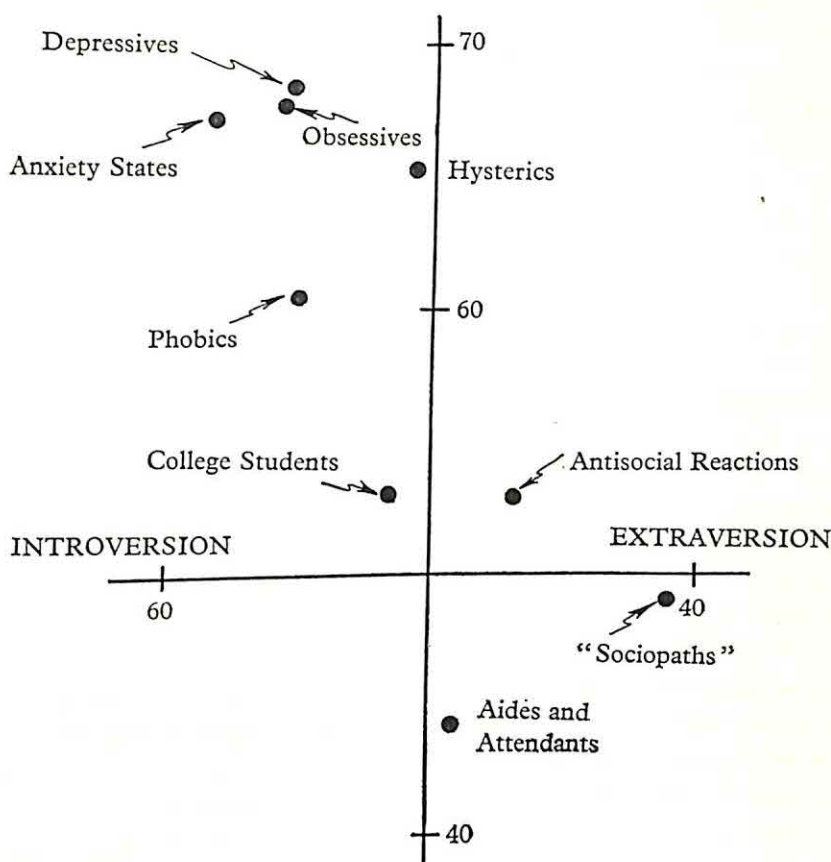 Depressives
70
Obsessives
Anxiety States
Hysterics
60
Phobics
College Students
Antisocial Reactions
INTROVERSION
EXTRAVERSION
60
40
“Sociopaths”
Aides and
Attendants
40